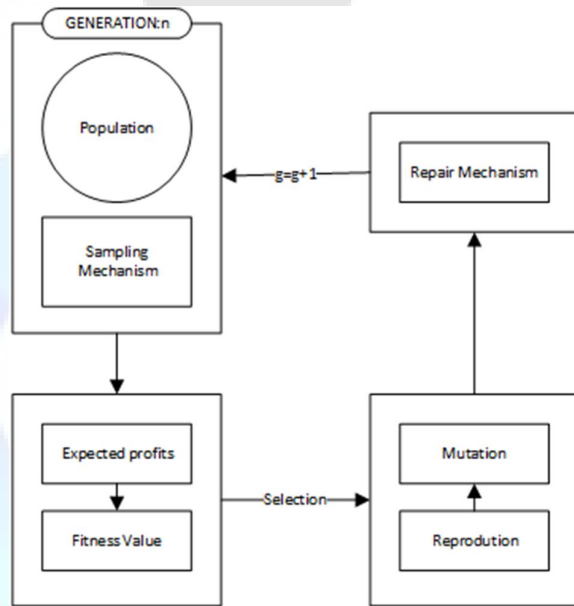 GENERATION:n
Population
Sampling
Mechanism
Expected profits
Fitness Value
Selection
Reprodution
Mutation
Repair Mechanism
g=g+1